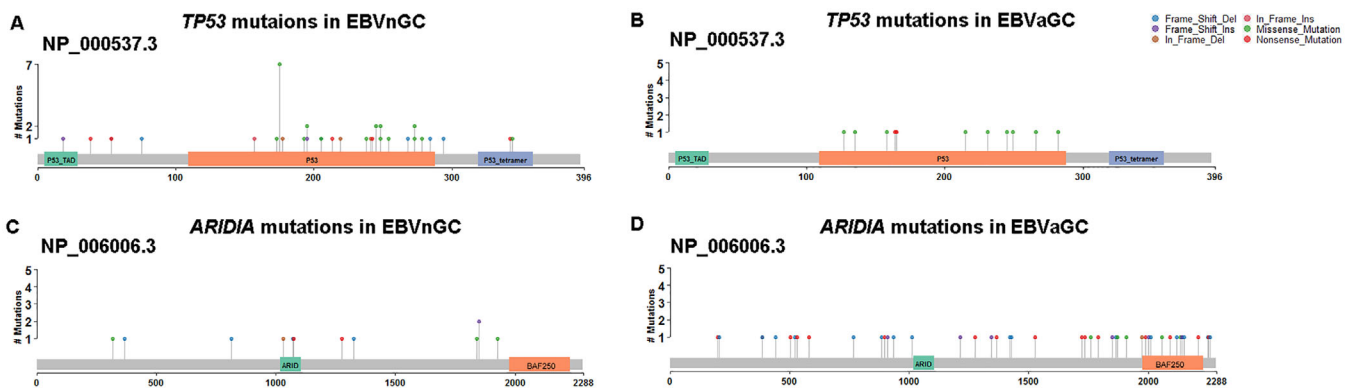 A
TP53 mutaions in EBVnGC
NP_000537.3
# Mutations
7
2
1
P53_TAD
P53
P53_tetramer
0
100
200
300
396
B
TP53 mutations in EBVaGC
NP_000537.3
Frame_Shift_Del
Frame_Shift_Ins
In_Frame_Del
In_Frame_Ins
Missense_Mutation
Nonsense_Mutation
# Mutations
5
4
3
2
1
P53_TAD
P53
P53_tetramer
0
100
200
300
396
C
ARIDIA mutations in EBVnGC
NP_006006.3
# Mutations
5
4
3
2
1
ARID
BAF250
0
500
1000
1500
2000
2288
D
ARIDIA mutations in EBVaGC
NP_006006.3
# Mutations
5
4
3
2
1
ARID
BAF250
0
500
1000
1500
2000
2288